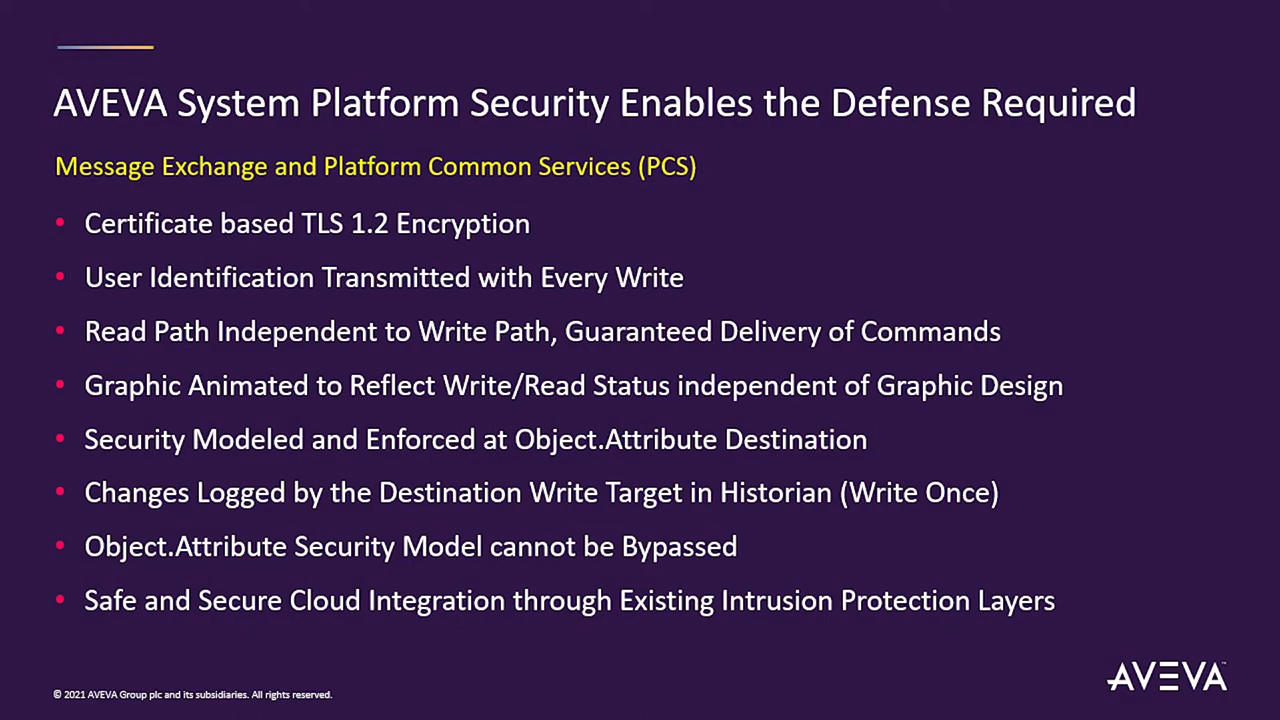 AVEVA System Platform Security Enables the Defense Required
Message Exchange and Platform Common Services (PCS)
• Certificate based TLS 1.2 Encryption
• User Identification Transmitted with Every Write
• Read Path Independent to Write Path, Guaranteed Delivery of Commands
• Graphic Animated to Reflect Write/Read Status independent of Graphic Design
• Security Modeled and Enforced at Object.Attribute Destination
• Changes Logged by the Destination Write Target in Historian (Write Once)
• Object.Attribute Security Model cannot be Bypassed
• Safe and Secure Cloud Integration through Existing Intrusion Protection Layers
© 2021 AVEVA Group plc and its subsidiaries. All rights reserved.
AVEVA™